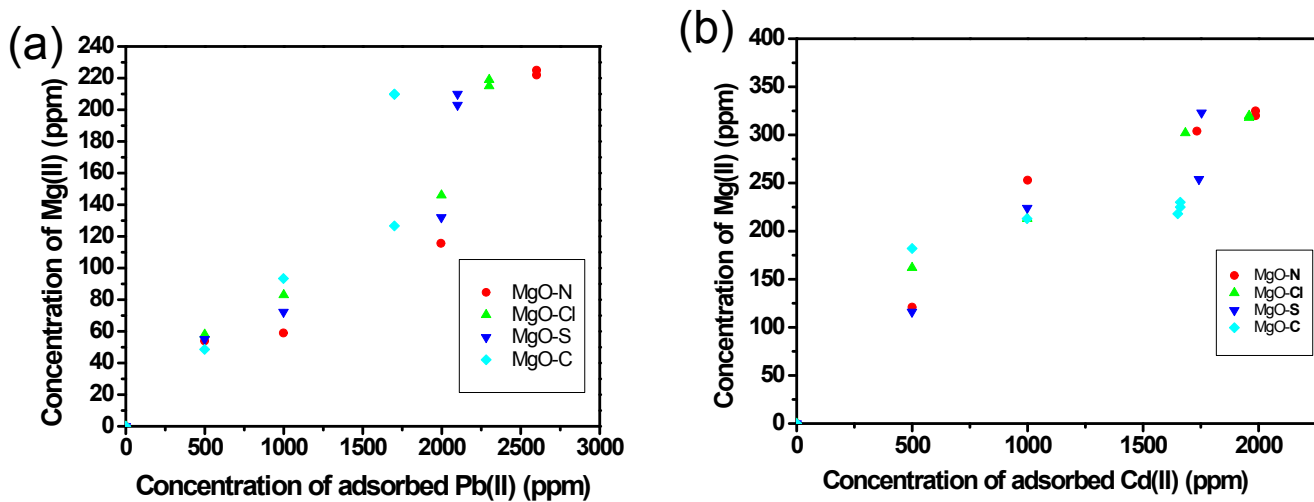 (a)
240
220
200
180
160
140
120
100
80
60
40
20
0
Concentration of Mg(II) (ppm)
0 500 1000 1500 2000 2500 3000
Concentration of adsorbed Pb(II) (ppm)
MgO-N
MgO-Cl
MgO-S
MgO-C
(b)
400
350
300
250
200
150
100
50
0
Concentration of Mg(II) (ppm)
0 500 1000 1500 2000
Concentration of adsorbed Cd(II) (ppm)
MgO-N
MgO-Cl
MgO-S
MgO-C